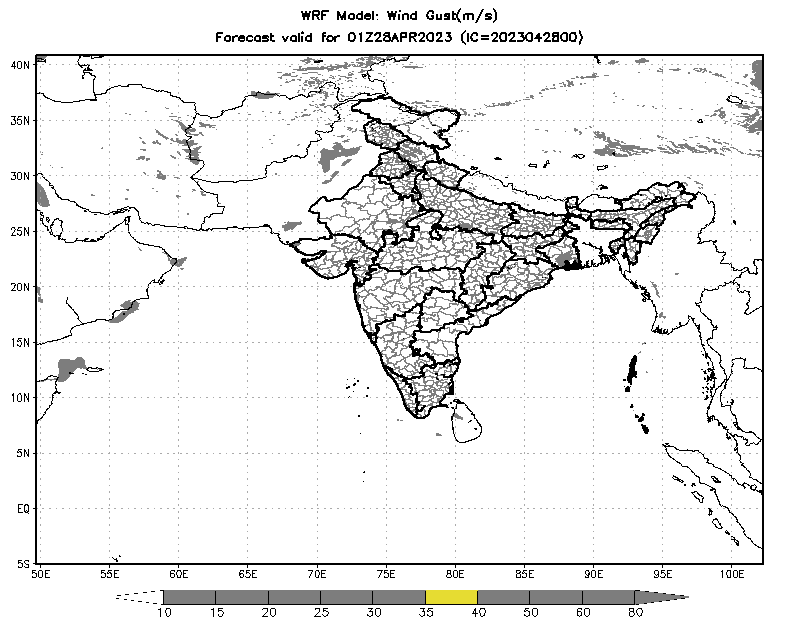 WRF Model: Wind Gust(m/s)
Forecast valid for 01Z28APR2023 (IC=2023042800)
40N
35N
30N
25N
20N
15N
10N
5N
EQ
5S
50E 55E 60E 65E 70E 75E 80E 85E 90E 95E 100E
10 15 20 25 30 35 40 50 60 80